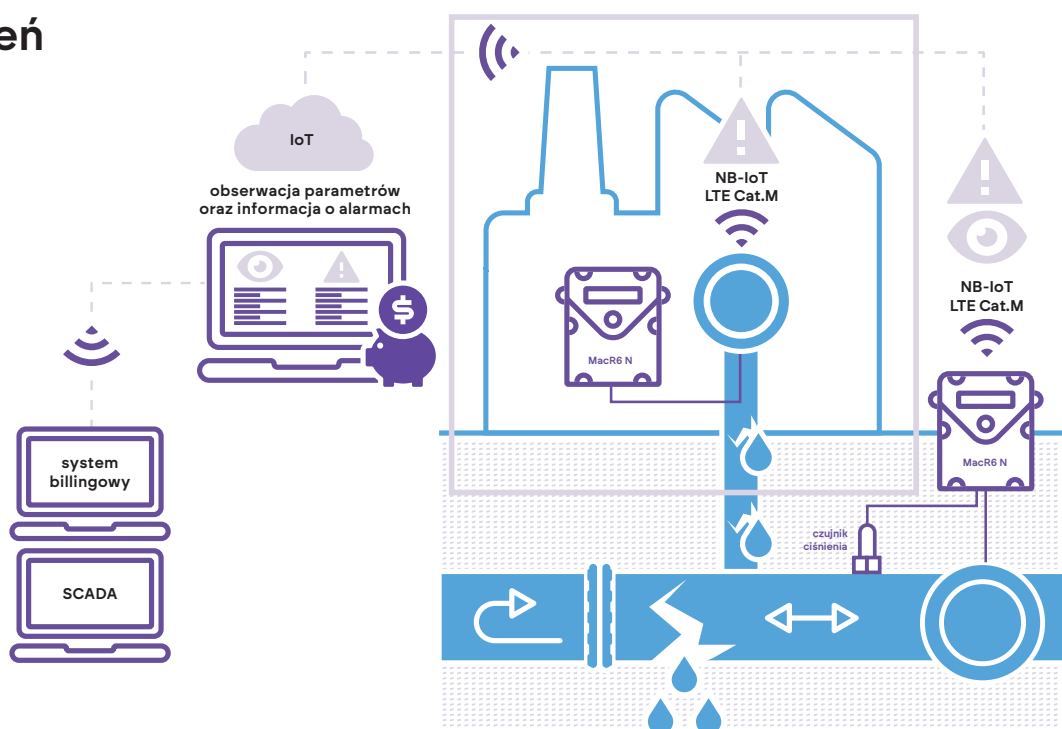 eń
IoT
obserwacja parametrów
oraz informacja o alarmach
$
system
billingowy
SCADA
NB-IoT
LTE Cat.M
MacR6 N
NB-IoT
LTE Cat.M
MacR6 N
czujnik
ciśnienia